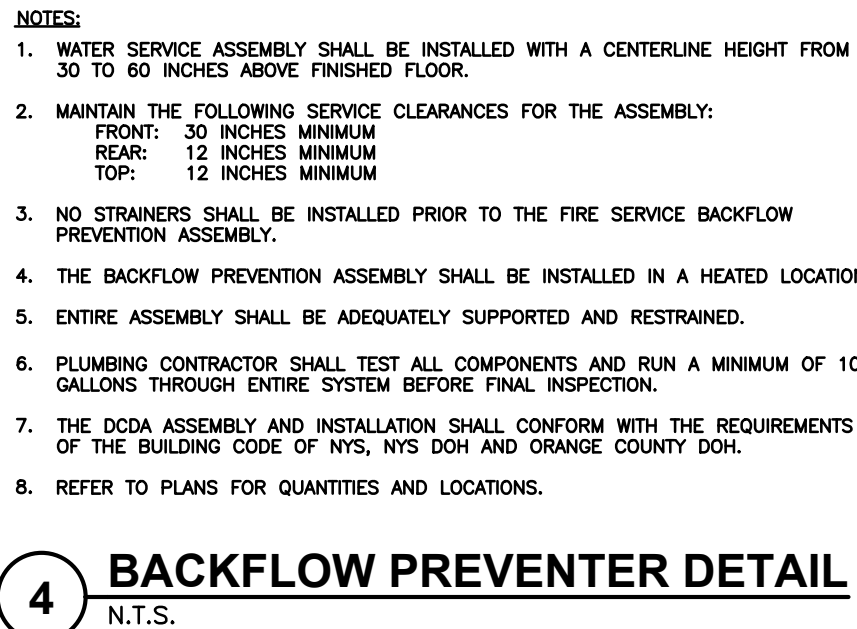 NOTES:
1. WATER SERVICE ASSEMBLY SHALL BE INSTALLED WITH A CENTERLINE HEIGHT FROM
30 TO 60 INCHES ABOVE FINISHED FLOOR.
2. MAINTAIN THE FOLLOWING SERVICE CLEARANCES FOR THE ASSEMBLY:
FRONT: 30 INCHES MINIMUM
REAR: 12 INCHES MINIMUM
TOP: 12 INCHES MINIMUM
3. NO STRAINERS SHALL BE INSTALLED PRIOR TO THE FIRE SERVICE BACKFLOW
PREVENTION ASSEMBLY.
4. THE BACKFLOW PREVENTION ASSEMBLY SHALL BE INSTALLED IN A HEATED
5. ENTIRE ASSEMBLY SHALL BE ADEQUATELY SUPPORTED AND RESTRAINED.
6. PLUMBING CONTRACTOR SHALL TEST ALL COMPONENTS AND RUN A MINIMUM OF
GALLONS THROUGH ENTIRE SYSTEM BEFORE FINAL INSPECTION.
7. THE DCDA ASSEMBLY AND INSTALLATION SHALL CONFORM WITH THE REQUIREMENTS
OF THE BUILDING CODE OF NYS, NYS DOH AND ORANGE COUNTY DOH.
8. REFER TO PLANS FOR QUANTITIES AND LOCATIONS.
4 BACKFLOW PREVENTER DETAIL
N.T.S.